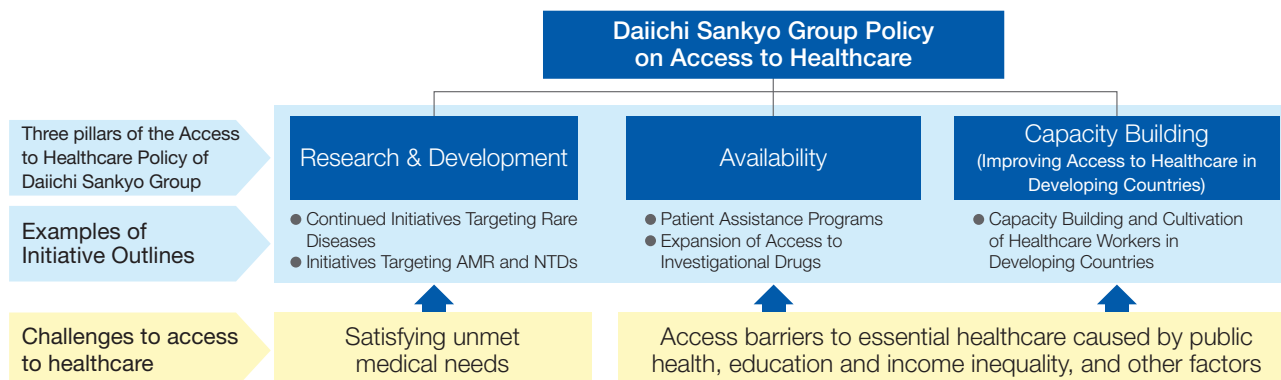 Daiichi Sankyo Group Policy
on Access to Healthcare
Three pillars of the Access
to Healthcare Policy of
Daiichi Sankyo Group
Research & Development
Availability
Capacity Building
(Improving Access to Healthcare in
Developing Countries)
Examples of
Initiative Outlines
● Continued Initiatives Targeting Rare
Diseases
● Initiatives Targeting AMR and NTDs
● Patient Assistance Programs
● Expansion of Access to
Investigational Drugs
● Capacity Building and Cultivation
of Healthcare Workers in
Developing Countries
Challenges to access
to healthcare
Satisfying unmet
medical needs
Access barriers to essential healthcare caused by public
health, education and income inequality, and other factors